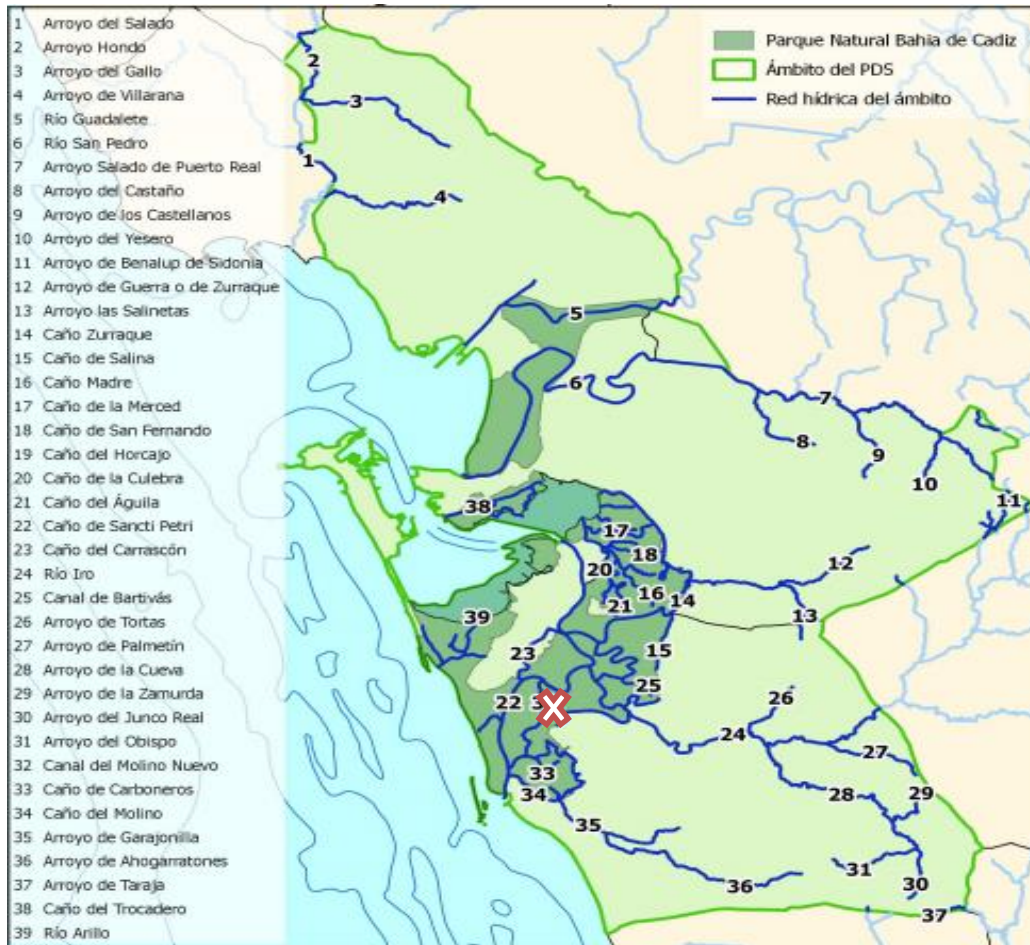 1 Arroyo del Salado
2 Arroyo Hondo
3 Arroyo del Gallo
4 Arroyo de Villarana
5 Río Guadalete
6 Río San Pedro
7 Arroyo Salado de Puerto Real
8 Arroyo del Castaño
9 Arroyo de los Castellanos
10 Arroyo del Yesero
11 Arroyo de Benalup de Sidonia
12 Arroyo de Guerra o de Zurraque
13 Arroyo las Salinetas
14 Caño Zurraque
15 Caño de Salina
16 Caño Madre
17 Caño de la Merced
18 Caño de San Fernando
19 Caño del Horcajo
20 Caño de la Culebra
21 Caño del Águila
22 Caño de Sancti Petri
23 Caño del Carrascón
24 Río Iro
25 Canal de Bartivás
26 Arroyo de Tortas
27 Arroyo de Palmetín
28 Arroyo de la Cueva
29 Arroyo de la Zamurda
30 Arroyo del Junco Real
31 Arroyo del Obispo
32 Canal del Molino Nuevo
33 Caño de Carboneros
34 Caño del Molino
35 Arroyo de Garajonilla
36 Arroyo de Ahogarratones
37 Arroyo de Taraja
38 Caño del Trocadero
39 Río Arillo
Parque Natural Bahia de Cadiz
Ámbito del PDS
Red hídrica del ámbito
2
3
1
4
5
6
7
8
9
10
11
38
17
18
20
12
16
14
21
13
39
15
23
25
26
22
3
X
24
27
33
28
29
34
35
31
36
30
37